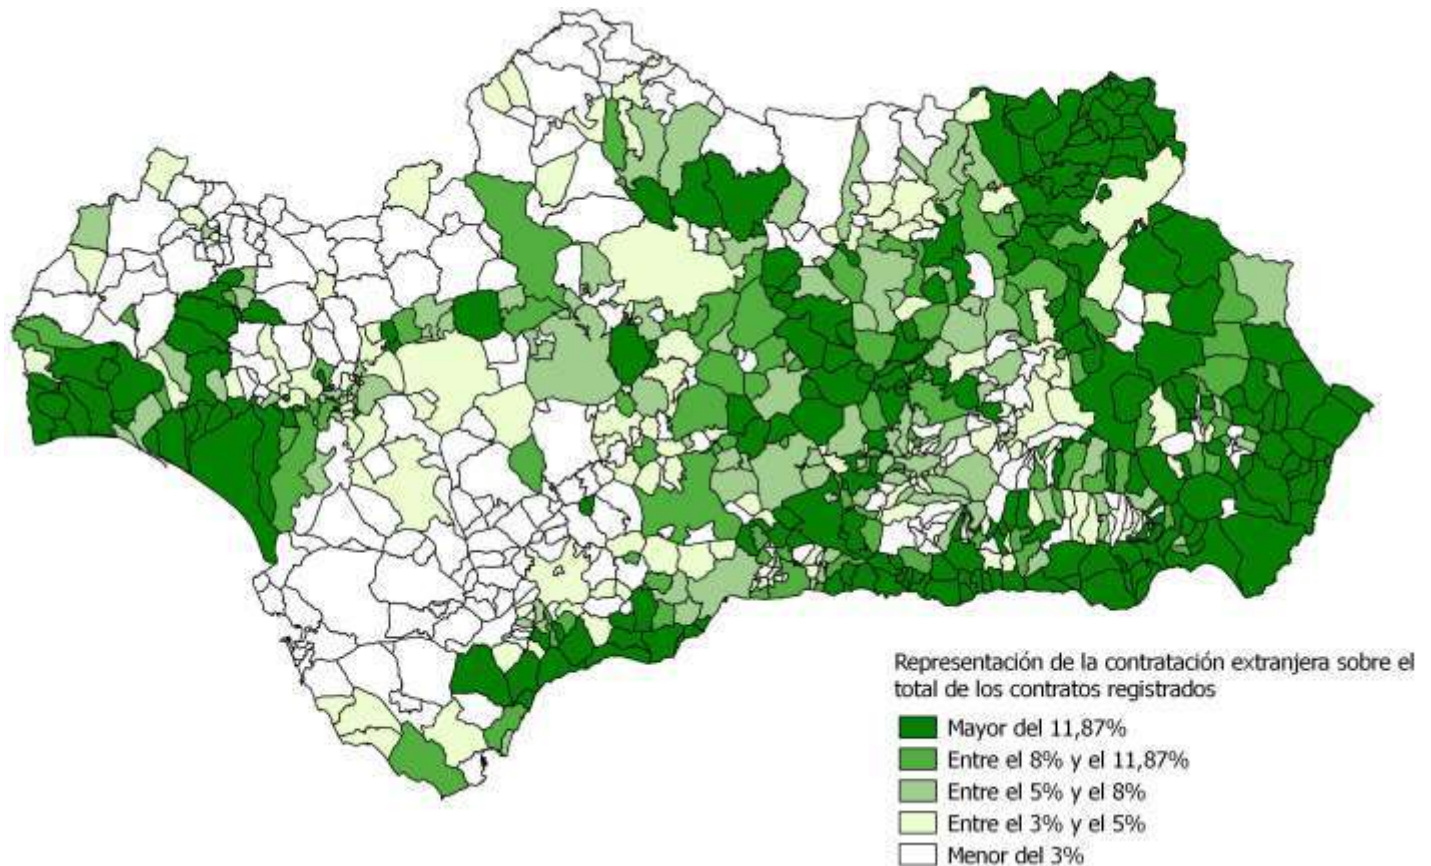 Representación de la contratación extranjera sobre el
total de los contratos registrados
Mayor del 11,87%
Entre el 8% y el 11,87%
Entre el 5% y el 8%
Entre el 3% y el 5%
Menor del 3%